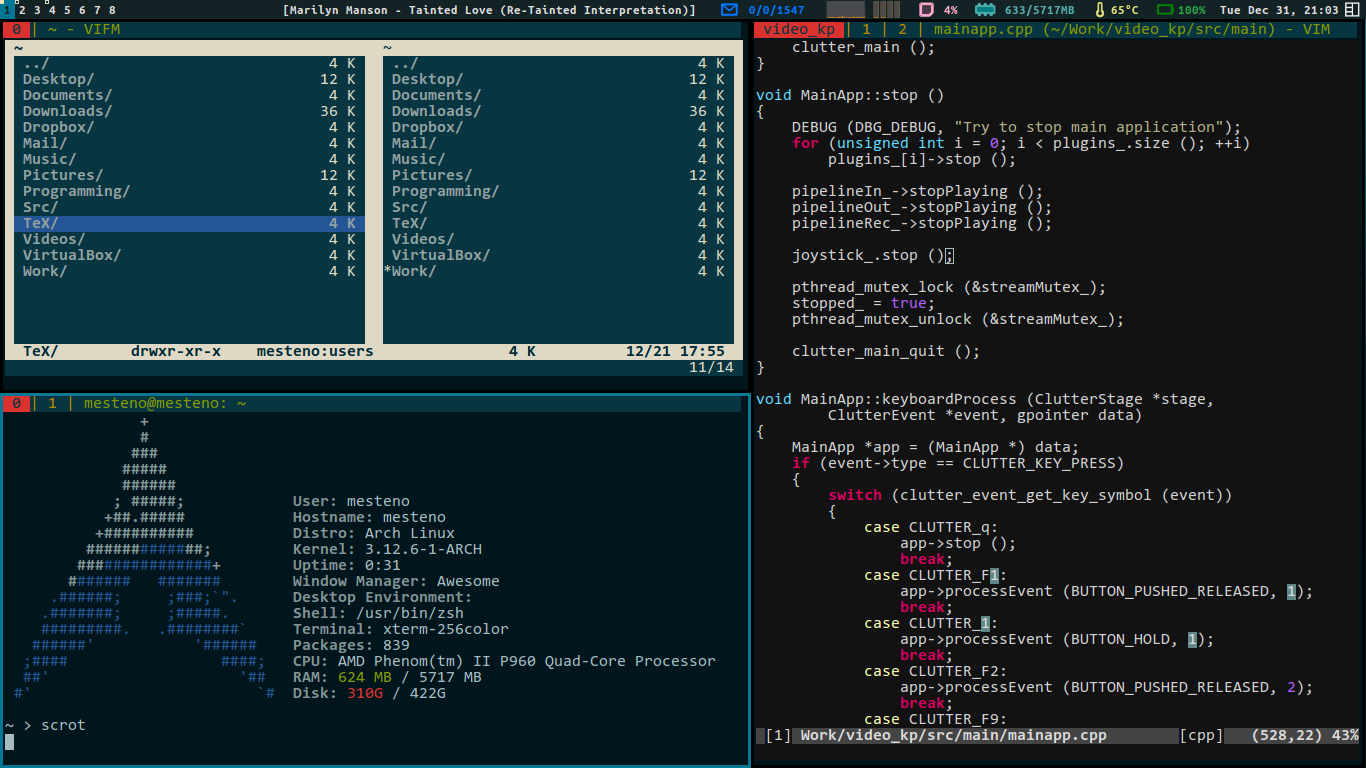 1 2 3 4 5 6 7 8 [Marilyn Manson - Tainted Love (Re-Tainted Interpretation)] 0/0/1547 4% 633/5717MB 65°C 100% Tue Dec 31, 21:03
0 | ~ - VIFM
~ ~
../ 4 K ../ 4 K
Desktop/ 12 K Desktop/ 12 K
Documents/ 4 K Documents/ 4 K
Downloads/ 36 K Downloads/ 36 K
Dropbox/ 4 K Dropbox/ 4 K
Mail/ 4 K Mail/ 4 K
Music/ 4 K Music/ 4 K
Pictures/ 12 K Pictures/ 12 K
Programming/ 4 K Programming/ 4 K
Src/ 4 K Src/ 4 K
TeX/ 4 K TeX/ 4 K
Videos/ 4 K Videos/ 4 K
VirtualBox/ 4 K VirtualBox/ 4 K
Work/ 4 K *Work/ 4 K
TeX/ drwxr-xr-x mesteno:users 4 K 12/21 17:55
11/14
0 | 1 | mesteno@mesteno: ~
+
#
###
#####
######
; #####; User: mesteno
+##.##### Hostname: mesteno
+########## Distro: Arch Linux
#############; Kernel: 3.12.6-1-ARCH
###############+ Uptime: 0:31
####### ####### Window Manager: Awesome
.######; ;###;`". Desktop Environment:
.#######; ;#####. Shell: /usr/bin/zsh
#########. .########` Terminal: xterm-256color
######' '###### Packages: 839
;#### ####; CPU: AMD Phenom(tm) II P960 Quad-Core Processor
##' '## RAM: 624 MB / 5717 MB
#' `# Disk: 310G / 422G
~ > scrot
video_kp | 1 | 2 | mainapp.cpp (~/Work/video_kp/src/main) - VIM
clutter_main ();
}
void MainApp::stop ()
{
DEBUG (DBG_DEBUG, "Try to stop main application");
for (unsigned int i = 0; i < plugins_.size (); ++i)
plugins_[i]->stop ();
pipelineIn_->stopPlaying ();
pipelineOut_->stopPlaying ();
pipelineRec_->stopPlaying ();
joystick_.stop ();
pthread_mutex_lock (&streamMutex_);
stopped_ = true;
pthread_mutex_unlock (&streamMutex_);
clutter_main_quit ();
}
void MainApp::keyboardProcess (ClutterStage *stage,
ClutterEvent *event, gpointer data)
{
MainApp *app = (MainApp *) data;
if (event->type == CLUTTER_KEY_PRESS)
{
switch (clutter_event_get_key_symbol (event))
{
case CLUTTER_q:
app->stop ();
break;
case CLUTTER_F1:
app->processEvent (BUTTON_PUSHED_RELEASED, 1);
break;
case CLUTTER_1:
app->processEvent (BUTTON_HOLD, 1);
break;
case CLUTTER_F2:
app->processEvent (BUTTON_PUSHED_RELEASED, 2);
break;
case CLUTTER_F9:
[1] Work/video_kp/src/main/mainapp.cpp [cpp] (528,22) 43%